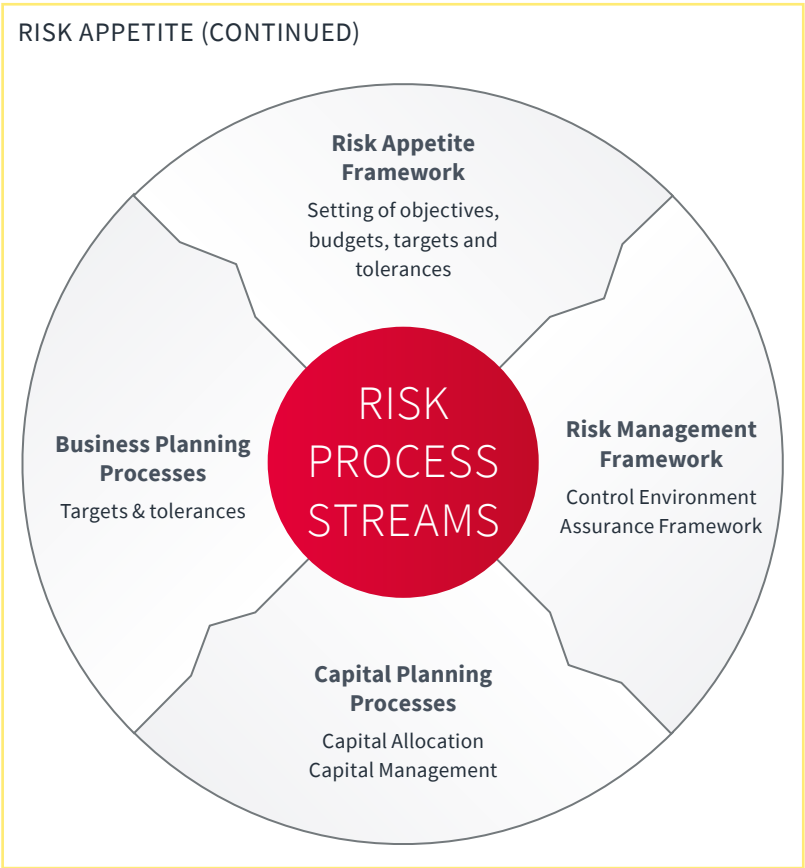 RISK APPETITE (CONTINUED)
Risk Appetite
Framework
Setting of objectives,
budgets, targets and
tolerances
RISK
PROCESS
STREAMS
Risk Management
Framework
Control Environment
Assurance Framework
Capital Planning
Processes
Capital Allocation
Capital Management
Business Planning
Processes
Targets & tolerances